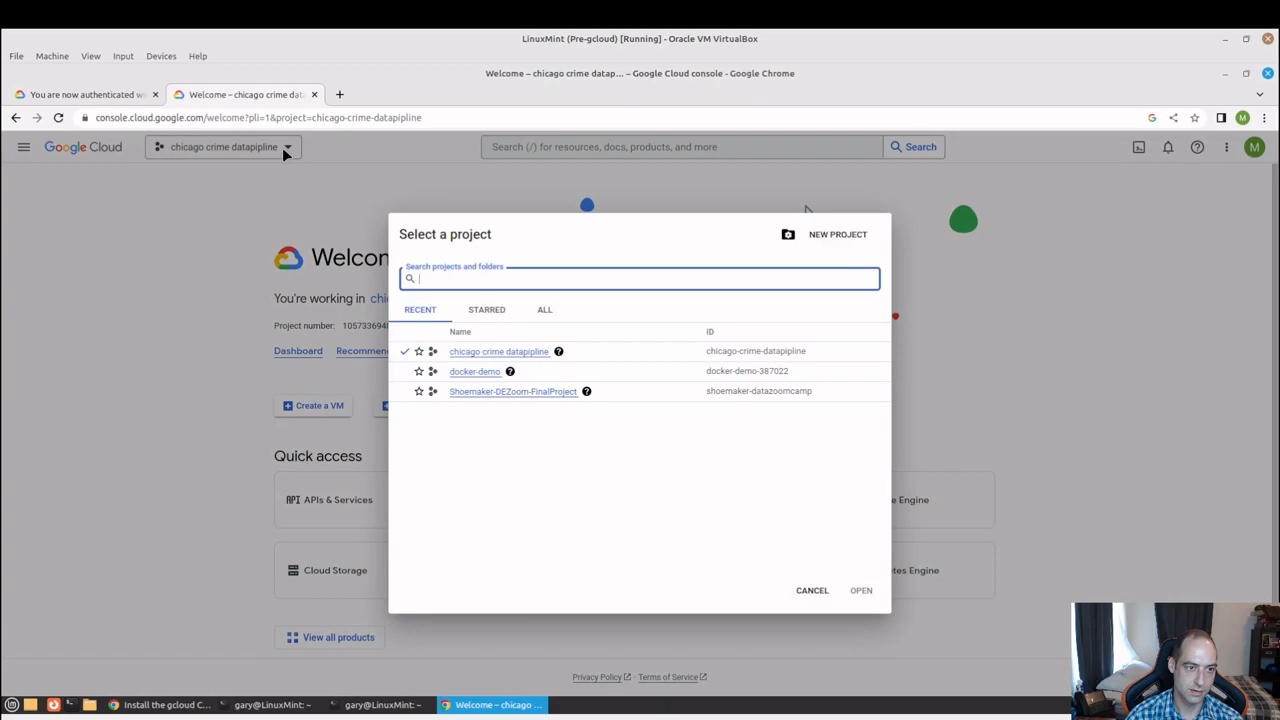 LinuxMint (Pre-gcloud) [Running] - Oracle VM VirtualBox
File Machine View Input Devices Help
Welcome – chicago crime datap... – Google Cloud console - Google Chrome
You are now authenticated w
Welcome – chicago crime dat
console.cloud.google.com/welcome?pli=1&project=chicago-crime-datapipline
Google Cloud
chicago crime datapipline
Search (/) for resources, docs, products, and more
Search
M
M
Select a project
NEW PROJECT
Search projects and folders
RECENT STARRED ALL
Name ID
chicago crime datapipline chicago-crime-datapipline
docker-demo docker-demo-387022
Shoemaker-DEZoom-FinalProject shoemaker-datazoomcamp
CANCEL OPEN
Welcom
You're working in chi
Project number: 1057336948
Dashboard Recommen
Create a VM
Quick access
API APIs & Services
e Engine
Cloud Storage
etes Engine
View all products
Privacy Policy
Terms of Service
Install the gcloud C...
gary@LinuxMint: ~
gary@LinuxMint: ~
Welcome – chicago ...